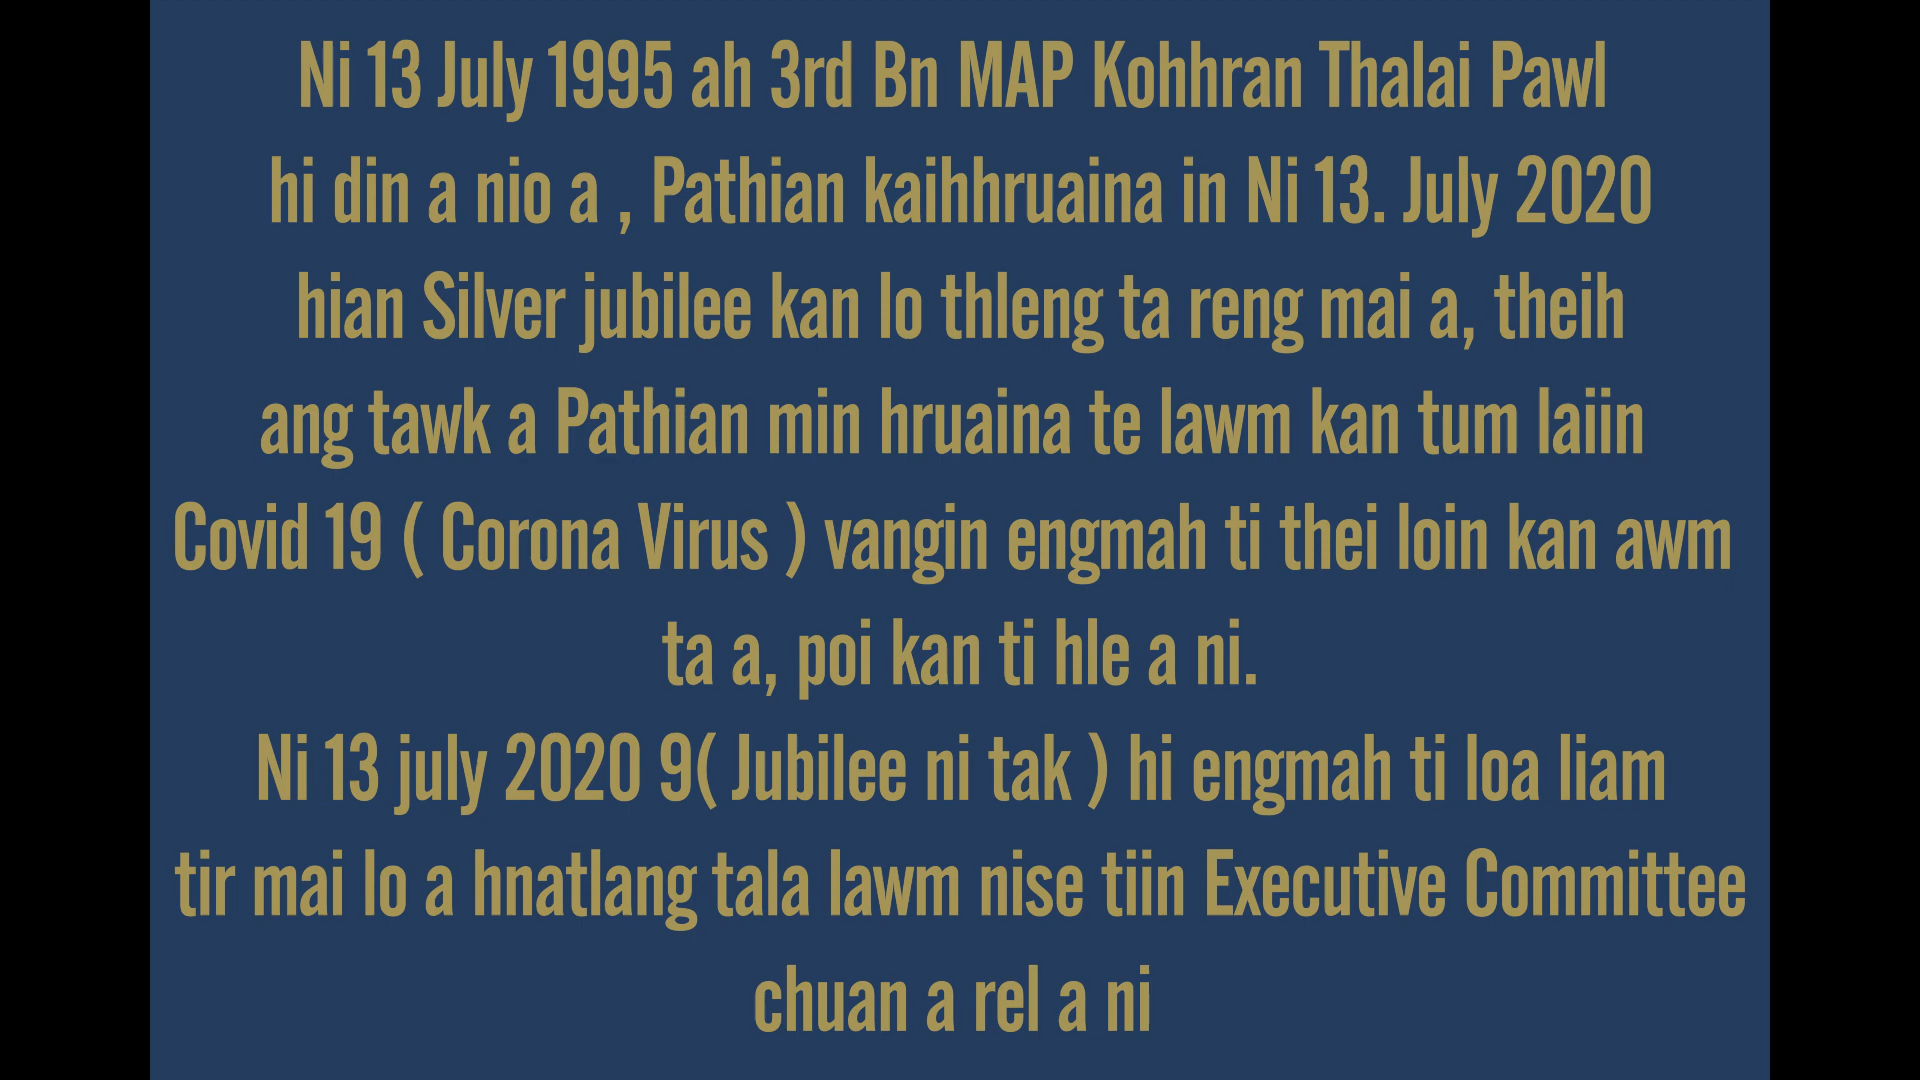 Ni 13 July 1995 ah 3rd Bn MAP Kohhran Thalai Pawl
hi din a nio a , Pathian kaihhruaina in Ni 13. July 2020
hian Silver jubilee kan lo thleng ta reng mai a, theih
ang tawk a Pathian min hruaina te lawm kan tum laiin
Covid 19 ( Corona Virus ) vangin engmah ti thei loin kan awm
ta a, poi kan ti hle a ni.
Ni 13 july 2020 9( Jubilee ni tak ) hi engmah ti loa liam
tir mai lo a hnatlang tala lawm nise tiin Executive Committee
chuan a rel a ni